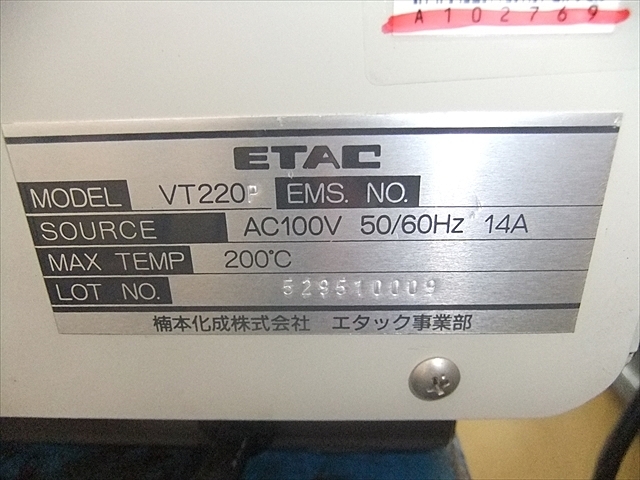 A102769
ETAC
MODEL VT220P EMS. NO.
SOURCE AC100V 50/60Hz 14A
MAX TEMP 200℃
LOT NO. 529510009
楠本化成株式会社 エタック事業部